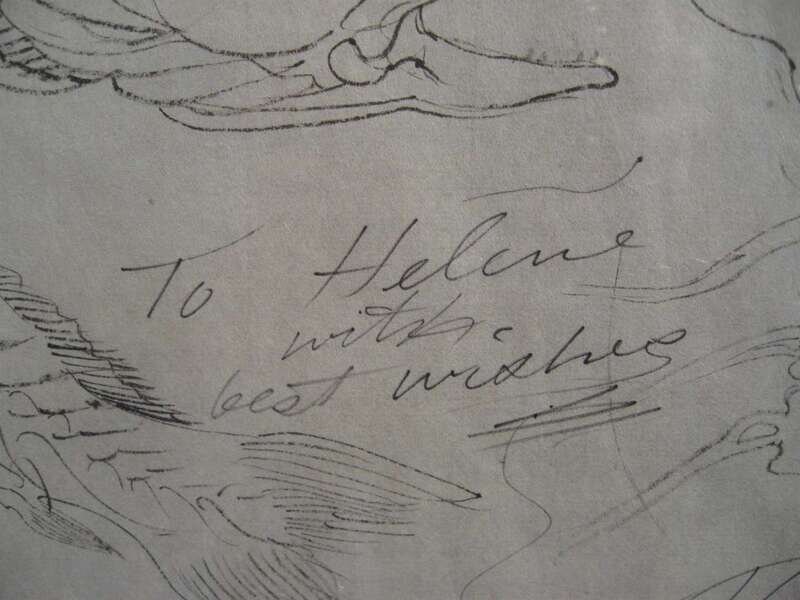 To Helene
with
best wishes